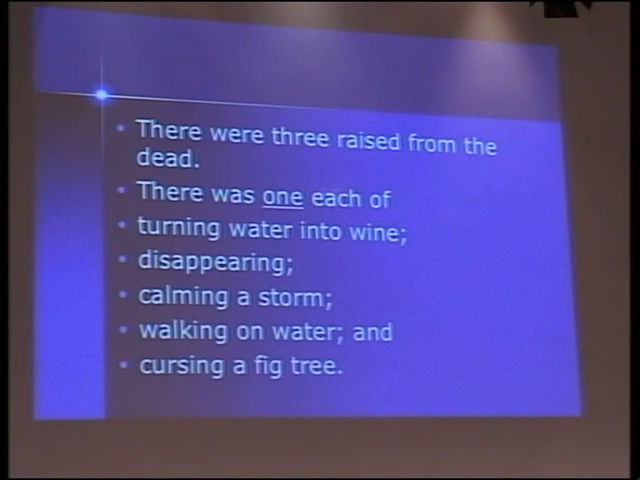 • There were three raised from the
dead.
• There was one each of
• turning water into wine;
• disappearing;
• calming a storm;
• walking on water; and
• cursing a fig tree.